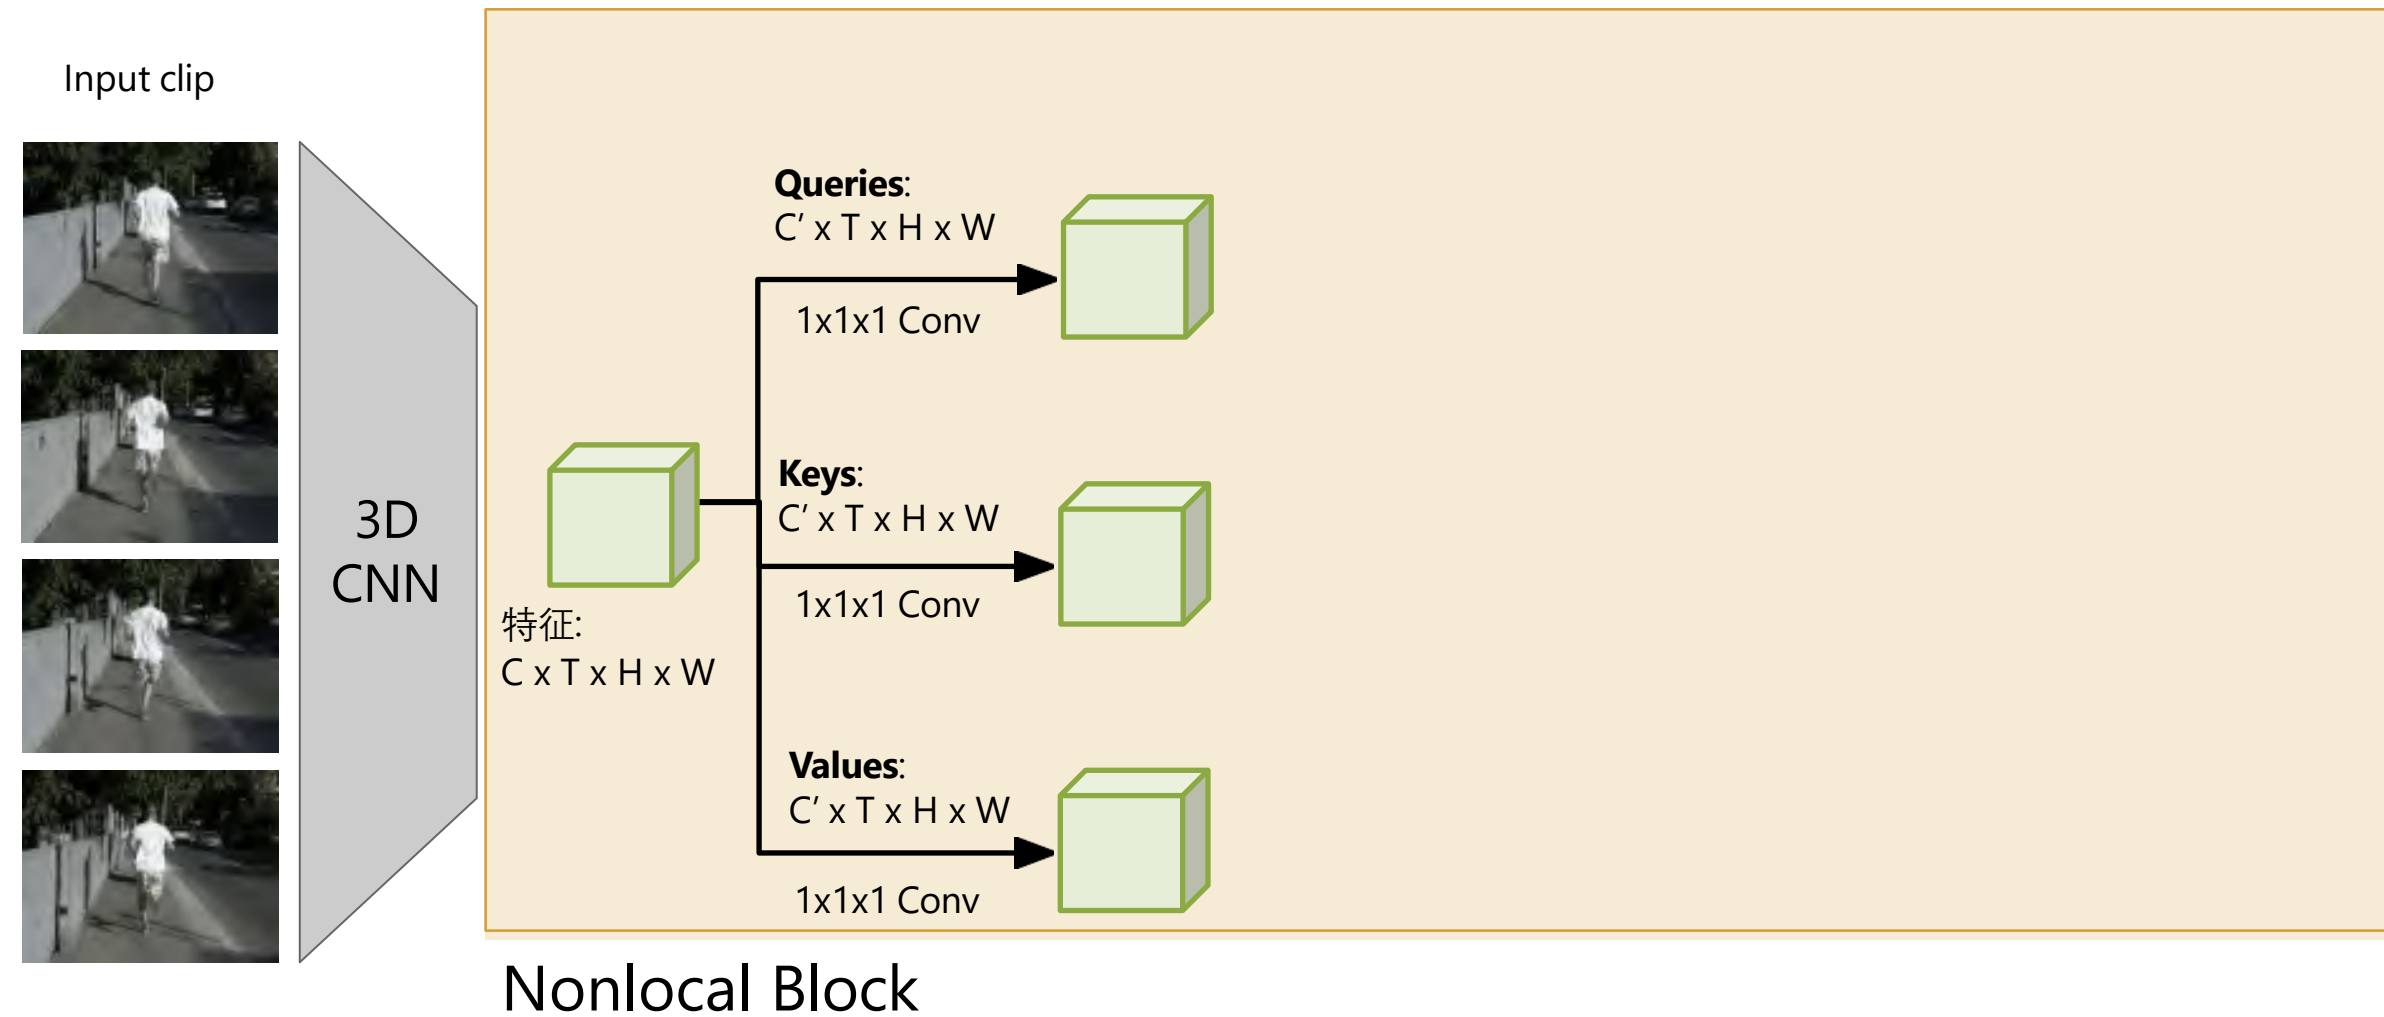 Input clip
3D
CNN
Queries:
C’ x T x H x W
1x1x1 Conv
Keys:
C’ x T x H x W
1x1x1 Conv
特征:
C x T x H x W
Values:
C’ x T x H x W
1x1x1 Conv
Nonlocal Block